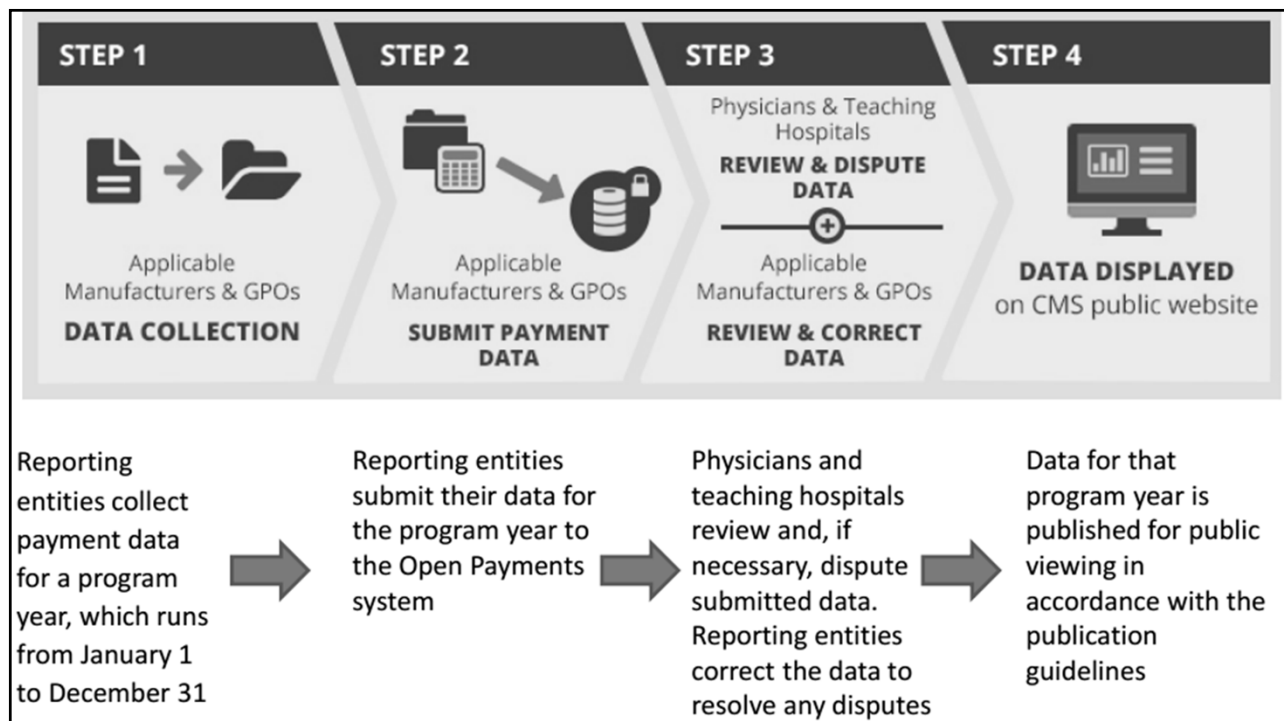 STEP 1
Applicable
Manufacturers & GPOs
DATA COLLECTION
STEP 2
Applicable
Manufacturers & GPOs
SUBMIT PAYMENT
DATA
STEP 3
Physicians & Teaching
Hospitals
REVIEW & DISPUTE
DATA
Applicable
Manufacturers & GPOs
REVIEW & CORRECT
DATA
STEP 4
DATA DISPLAYED
on CMS public website
Reporting
entities collect
payment data
for a program
year, which runs
from January 1
to December 31
Reporting entities
submit their data for
the program year to
the Open Payments
system
Physicians and
teaching hospitals
review and, if
necessary, dispute
submitted data.
Reporting entities
correct the data to
resolve any disputes
Data for that
program year is
published for public
viewing in
accordance with the
publication
guidelines